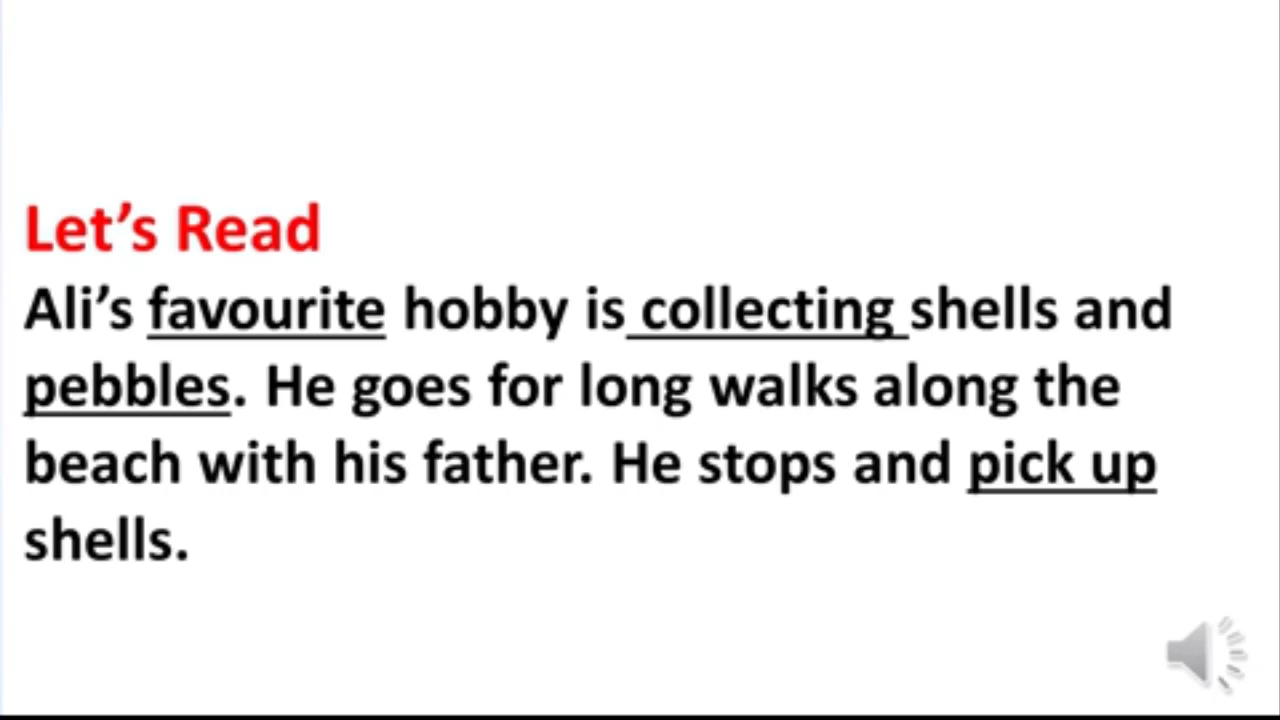 Let’s Read
Ali’s favourite hobby is collecting shells and
pebbles. He goes for long walks along the
beach with his father. He stops and pick up
shells.